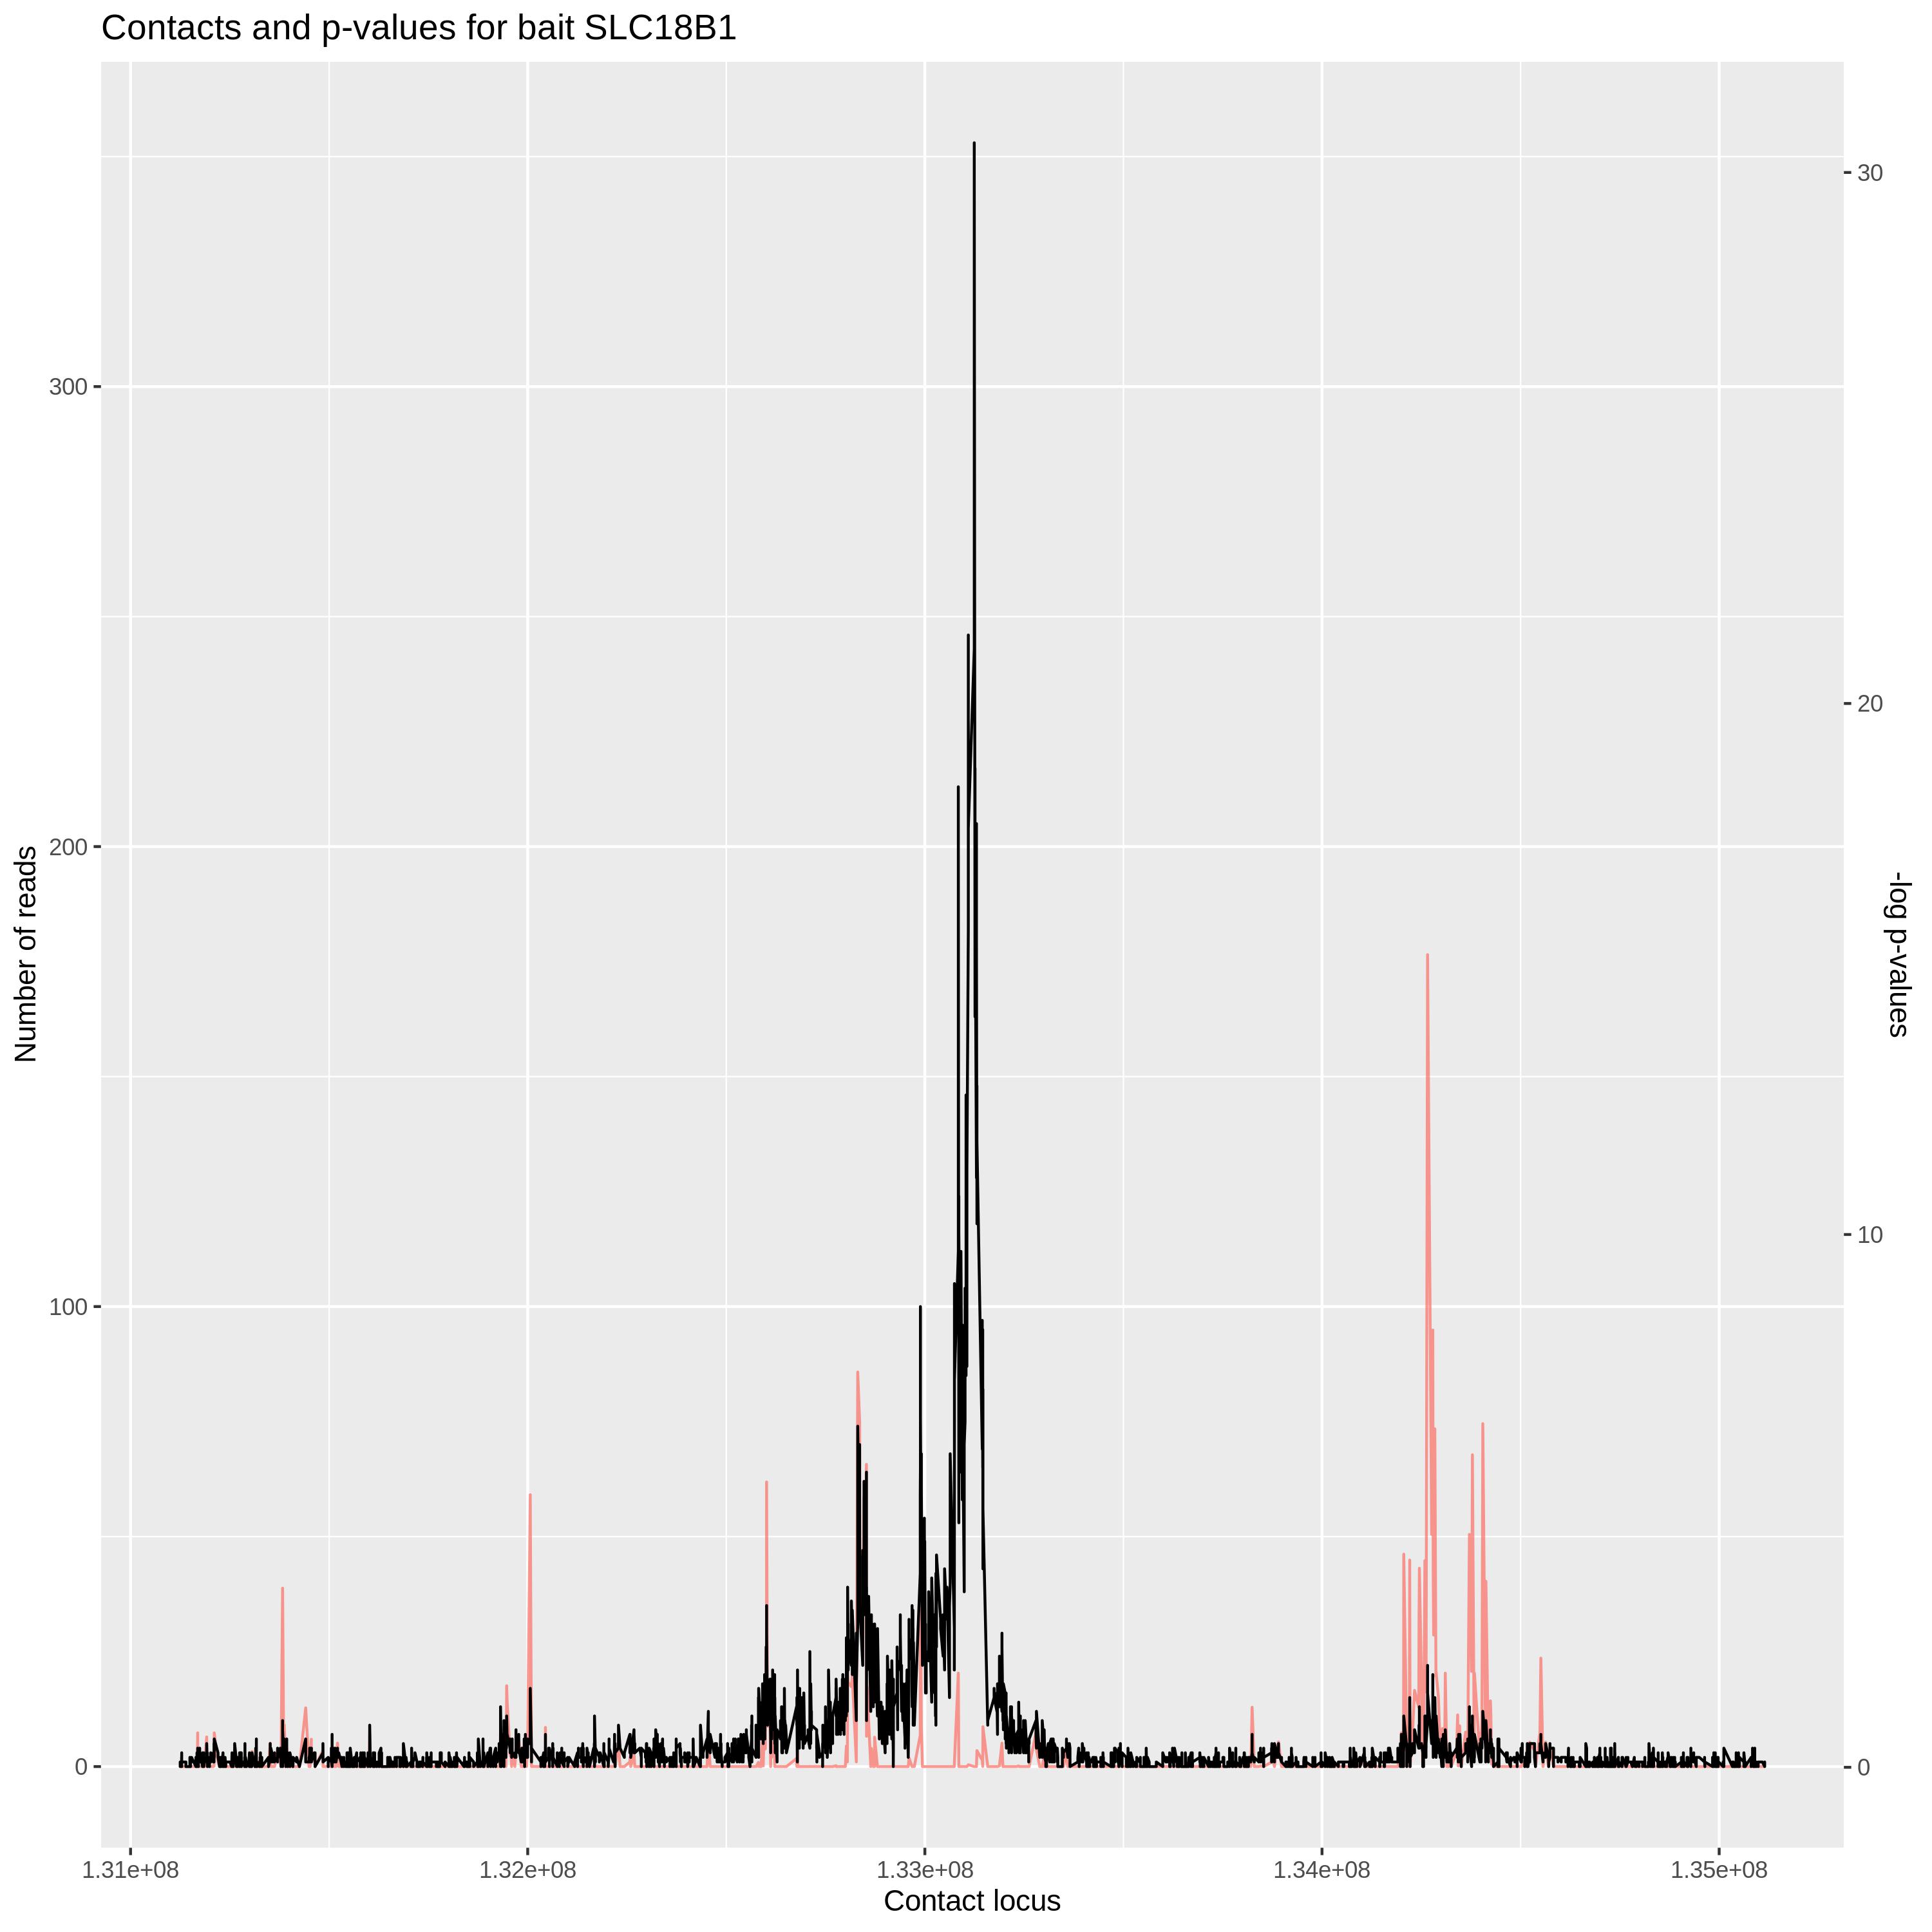 Contacts and p-values for bait SLC18B1
300
200
100
0
Number of reads
30
20
10
0
-log p-values
1.31e+08 1.32e+08 1.33e+08 1.34e+08 1.35e+08
Contact locus